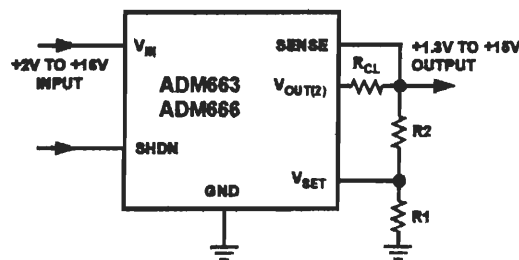 +2V TO +16V
INPUT
VIN
SHDN
ADM663
ADM666
GND
SENSE
VOUT(2)
VSET
RCL
+1.3V TO +15V
OUTPUT
R2
R1